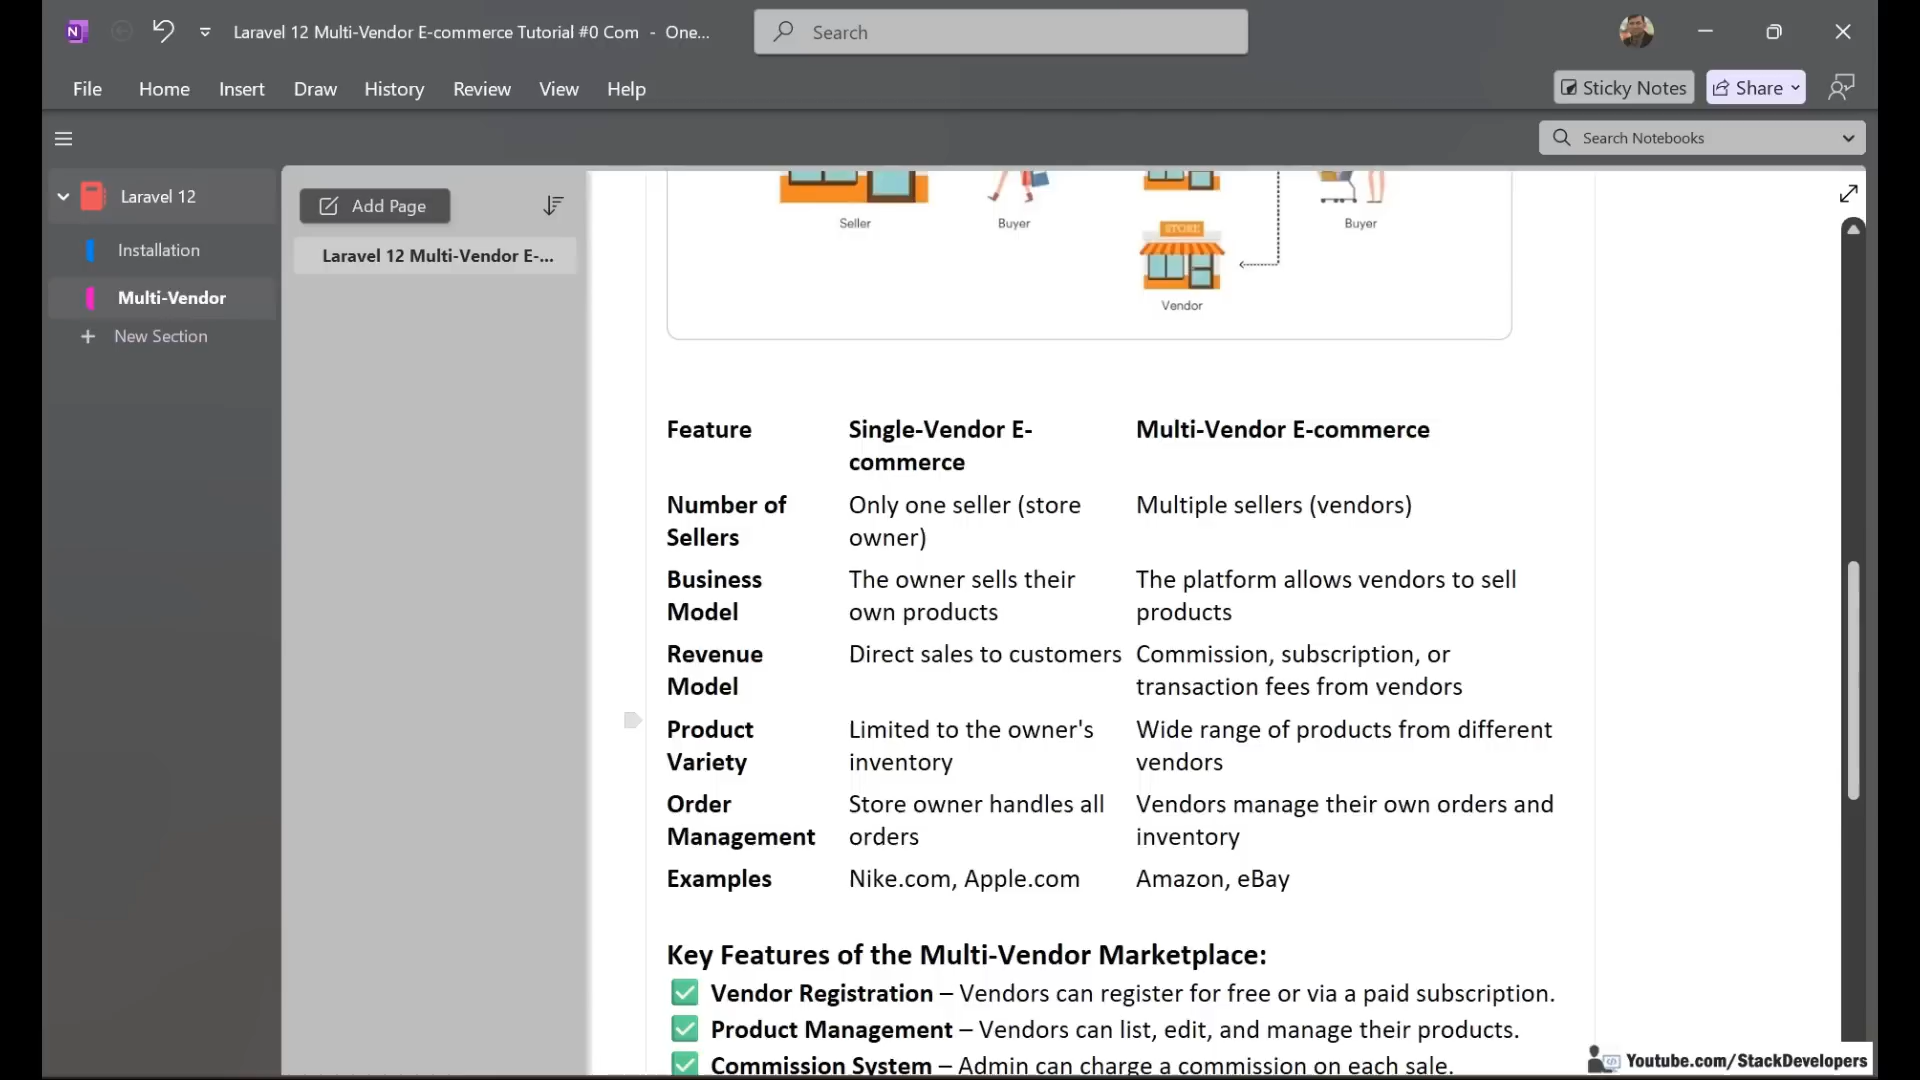 Laravel 12 Multi-Vendor E-commerce Tutorial #0 Com - One...
Search
File Home Insert Draw History Review View Help
Sticky Notes
Share
Search Notebooks
Laravel 12
Installation
Multi-Vendor
New Section
Add Page
Laravel 12 Multi-Vendor E-...
Seller
Buyer
Buyer
STORE
Vendor
Feature
Single-Vendor E-
commerce
Multi-Vendor E-commerce
Number of
Sellers
Only one seller (store
owner)
Multiple sellers (vendors)
Business
Model
The owner sells their
own products
The platform allows vendors to sell
products
Revenue
Model
Direct sales to customers
Commission, subscription, or
transaction fees from vendors
Product
Variety
Limited to the owner's
inventory
Wide range of products from different
vendors
Order
Management
Store owner handles all
orders
Vendors manage their own orders and
inventory
Examples
Nike.com, Apple.com
Amazon, eBay
Key Features of the Multi-Vendor Marketplace:
✅ Vendor Registration – Vendors can register for free or via a paid subscription.
✅ Product Management – Vendors can list, edit, and manage their products.
✅ Commission System – Admin can charge a commission on each sale.
Youtube.com/StackDevelopers